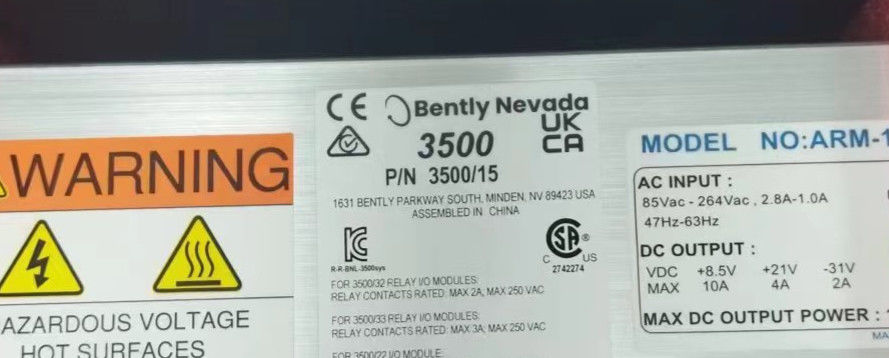 WARNING
AZARDOUS VOLTAGE
HOT SURFACES
CE Bently Nevada
UK
CA
3500
P/N 3500/15
1631 BENTLY PARKWAY SOUTH, MINDEN, NV 89423 USA
ASSEMBLED IN CHINA
R-R-BNL-3500sys
C SA ® US
2742274
FOR 3500/32 RELAY I/O MODULES:
RELAY CONTACTS RATED: MAX 2A, MAX 250 VAC
FOR 3500/33 RELAY I/O MODULES:
RELAY CONTACTS RATED: MAX 3A, MAX 250 VAC
FOR 3500/22 I/O MODULE:
MODEL NO:ARM-1
AC INPUT :
85Vac - 264Vac , 2.8A-1.0A
47Hz-63Hz
DC OUTPUT :
VDC +8.5V +21V -31V
MAX 10A 4A 2A
MAX DC OUTPUT POWER :
MA